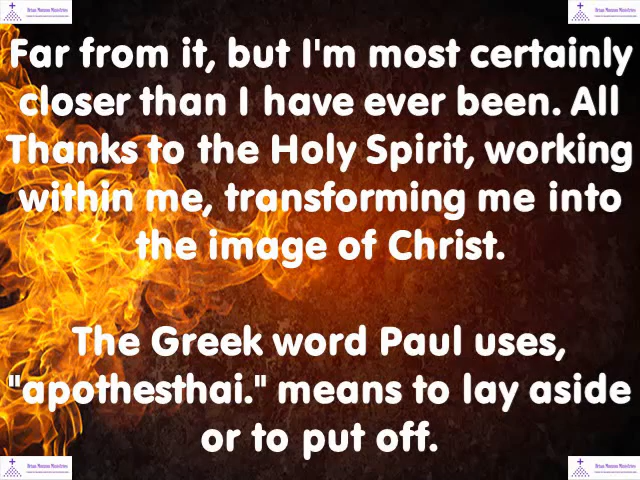 Far from it, but I'm most certainly
closer than I have ever been. All
Thanks to the Holy Spirit, working
within me, transforming me into
the image of Christ.
The Greek word Paul uses,
"apothesthai." means to lay aside
or to put off.